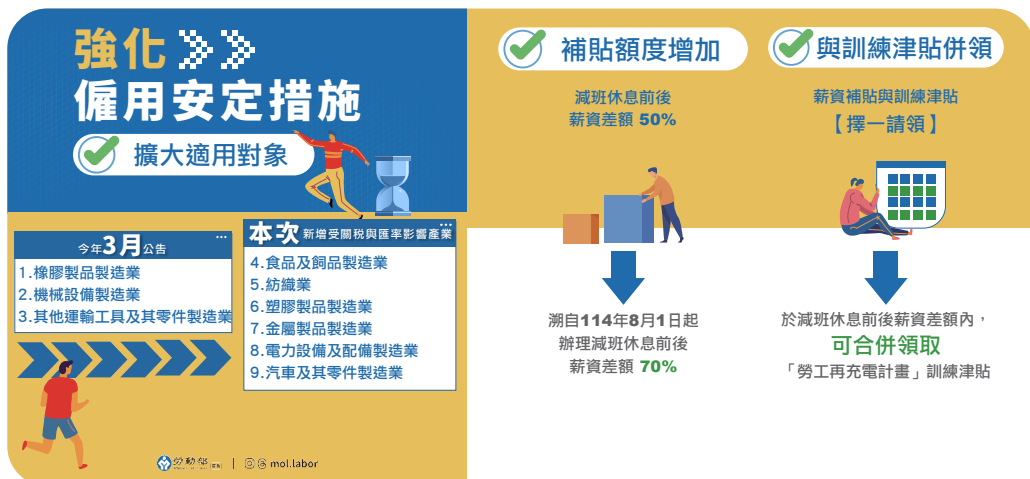 強化
僱用安定措施
擴大適用對象
今年3月公告
1.橡膠製品製造業
2.機械設備製造業
3.其他運輸工具及其零件製造業
本次新增受關稅與匯率影響產業
4.食品及飼品製造業
5.紡織業
6.塑膠製品製造業
7.金屬製品製造業
8.電力設備及配備製造業
9.汽車及其零件製造業
勞動部
mol.labor
補貼額度增加
減班休息前後
薪資差額 50%
溯自114年8月1日起
辦理減班休息前後
薪資差額 70%
與訓練津貼併領
薪資補貼與訓練津貼
【擇一請領】
於減班休息前後薪資差額內，
可合併領取
「勞工再充電計畫」訓練津貼